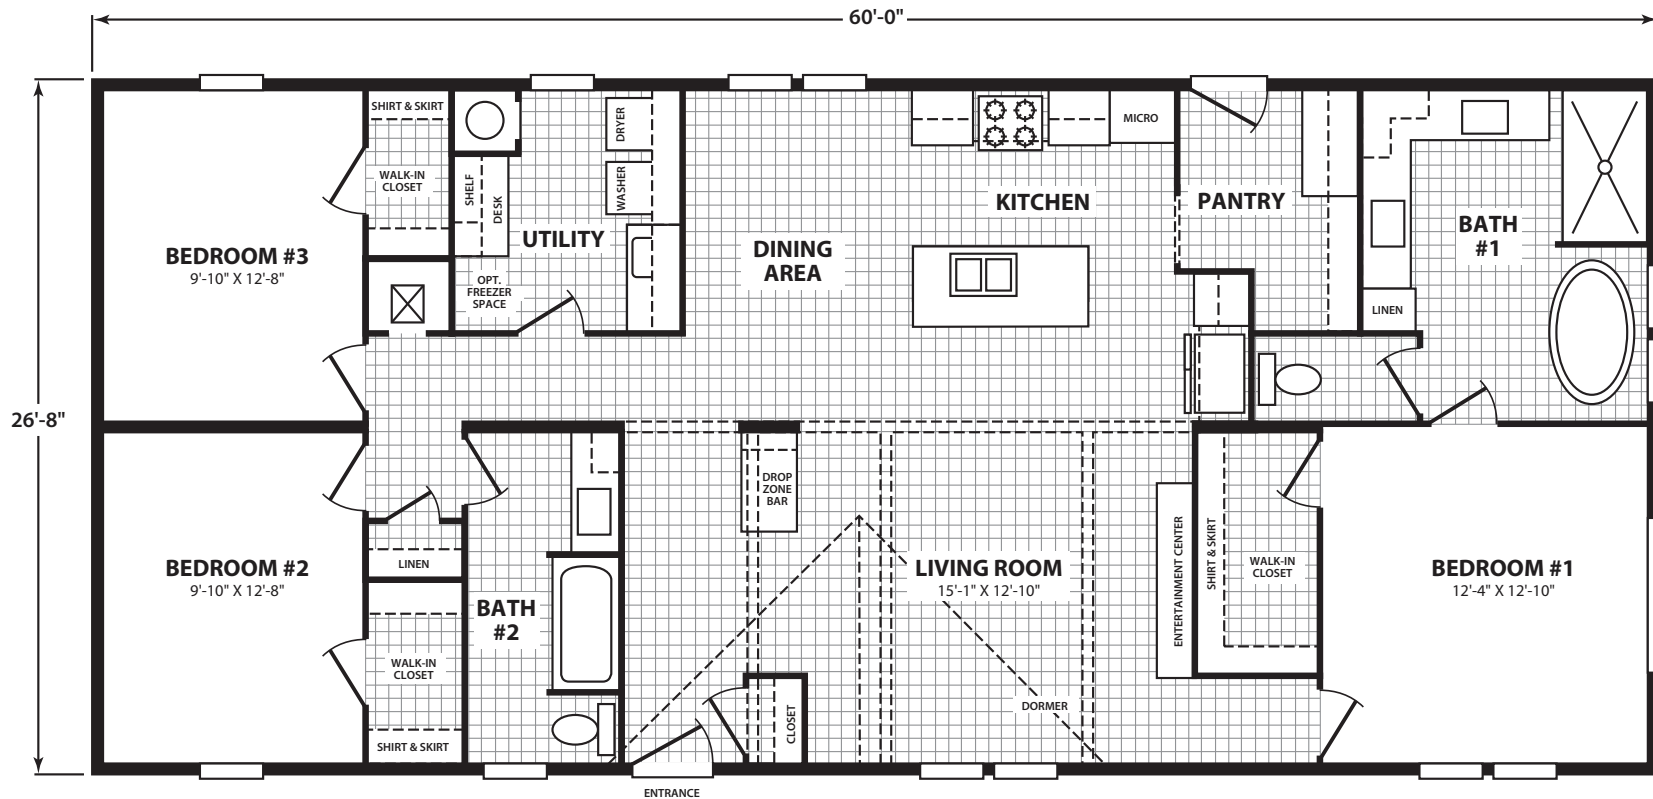 60'-0"
26'-8"
BEDROOM #3
9'-10" X 12'-8"
SHIRT & SKIRT
WALK-IN
CLOSET
SHELF
DESK
DRYER
WASHER
UTILITY
OPT.
FREEZER
SPACE
DINING
AREA
KITCHEN
MICRO
PANTRY
BATH
#1
LINEN
BEDROOM #2
9'-10" X 12'-8"
LINEN
WALK-IN
CLOSET
SHIRT & SKIRT
BATH
#2
DROP
ZONE
BAR
LIVING ROOM
15'-1" X 12'-10"
ENTERTAINMENT CENTER
SHIRT & SKIRT
WALK-IN
CLOSET
BEDROOM #1
12'-4" X 12'-10"
DORMER
CLOSET
ENTRANCE